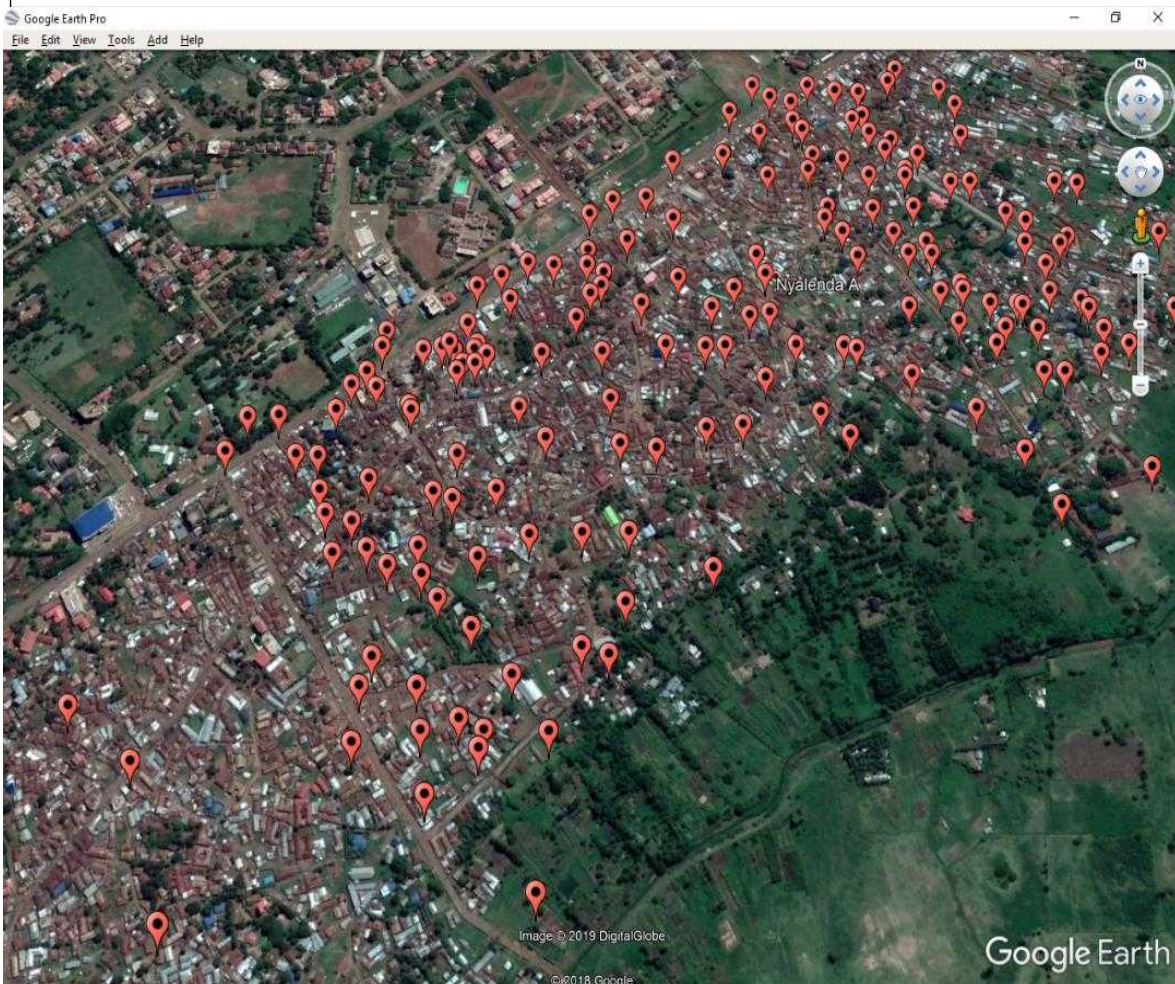 Google Earth Pro
File Edit View Tools Add Help
N
Nyalenda A
Image © 2019 DigitalGlobe
© 2018 Google
Google Earth